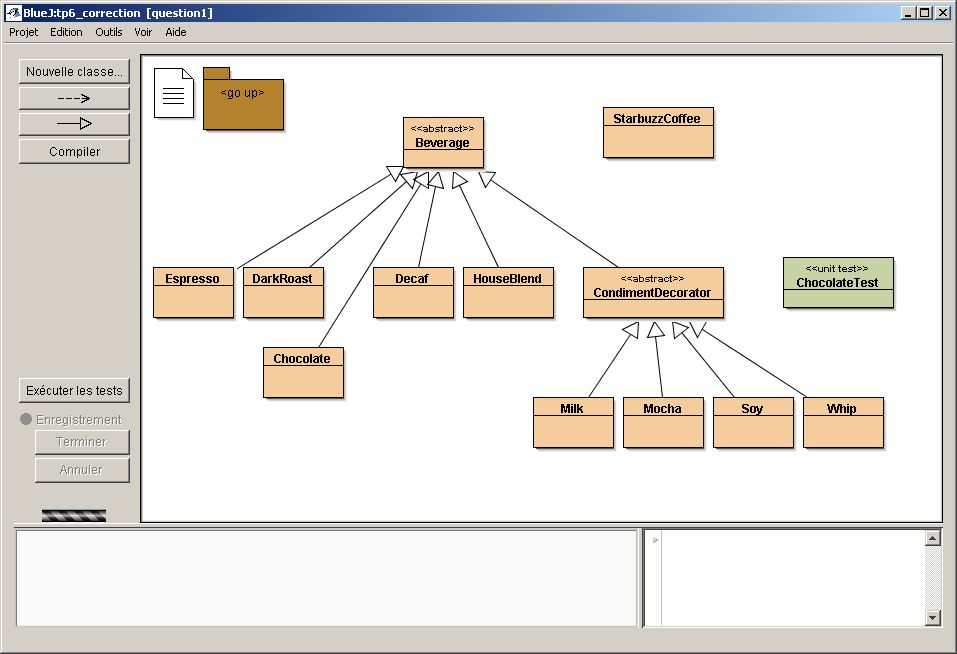 BlueJ:tp6_correction [question1]
Projet Edition Outils Voir Aide
Nouvelle classe...
Compiler
<go up>
<<abstract>>
Beverage
StarbuzzCoffee
Espresso
DarkRoast
Decaf
HouseBlend
<<abstract>>
CondimentDecorator
<<unit test>>
ChocolateTest
Chocolate
Milk
Mocha
Soy
Whip
Exécuter les tests
Enregistrement
Terminer
Annuler